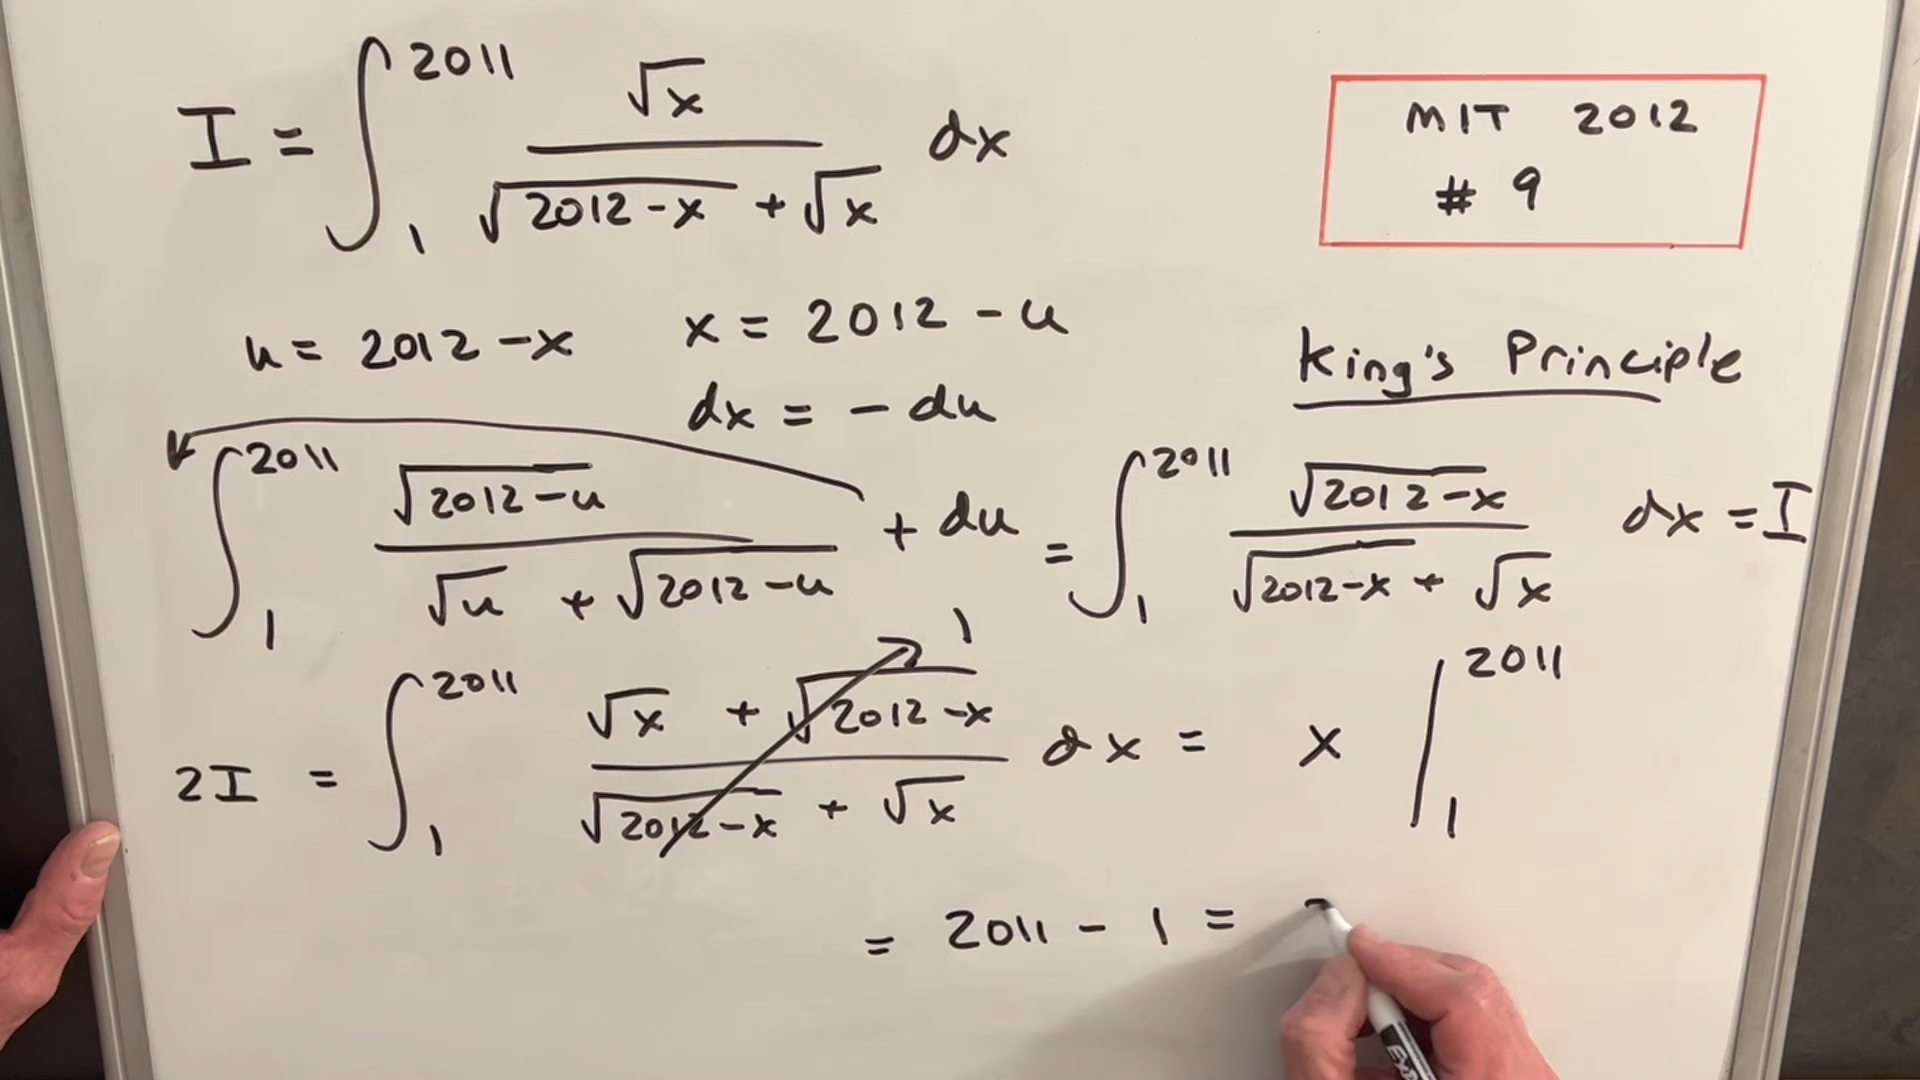 I = ∫₁²⁰¹¹ √x / (√(2012-x) + √x) dx
MIT 2012
# 9
u = 2012 - x
x = 2012 - u
dx = - du
King's Principle
∫₁²⁰¹¹ √(2012-u) / (√u + √(2012-u)) + du = ∫₁²⁰¹¹ √(2012-x) / (√(2012-x) + √x) dx = I
2I = ∫₁²⁰¹¹ (√x + √(2012-x)) / (√(2012-x) + √x) dx = x |₁²⁰¹¹
1
= 2011 - 1 =